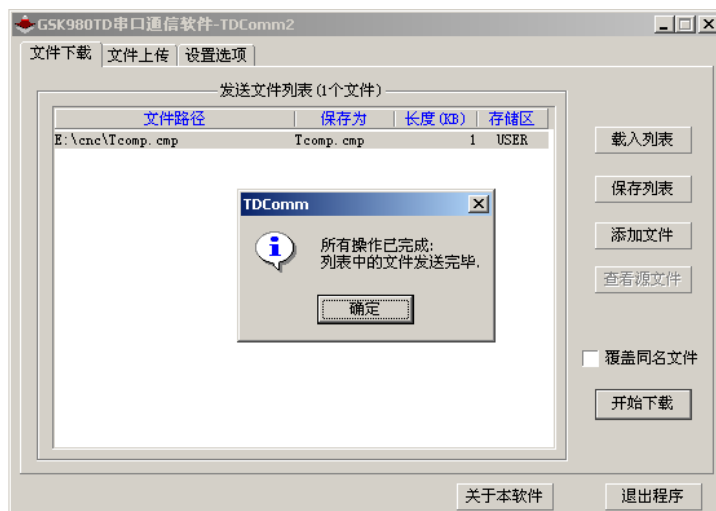 GSK980TD串口通信软件-TDComm2
文件下载 文件上传 设置选项
发送文件列表(1个文件)
文件路径 保存为 长度(KB) 存储区
E:\cnc\Tcomp.cmp Tcomp.cmp 1 USER
载入列表
保存列表
添加文件
查看源文件
TDComm
所有操作已完成:
列表中的文件发送完毕.
确定
覆盖同名文件
开始下载
关于本软件 退出程序